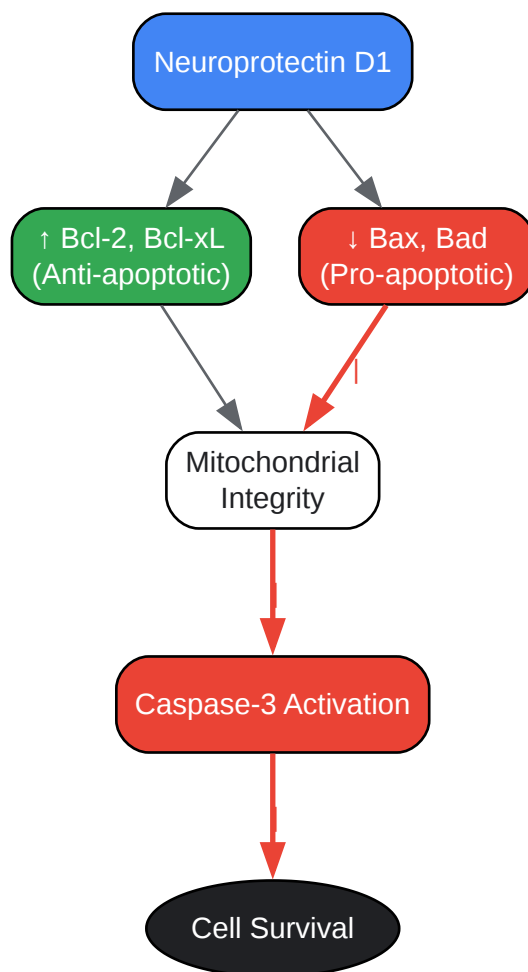 Neuroprotectin D1
↑ Bcl-2, Bcl-xL
(Anti-apoptotic)
↓ Bax, Bad
(Pro-apoptotic)
|
Mitochondrial
Integrity
|
Caspase-3 Activation
|
Cell Survival